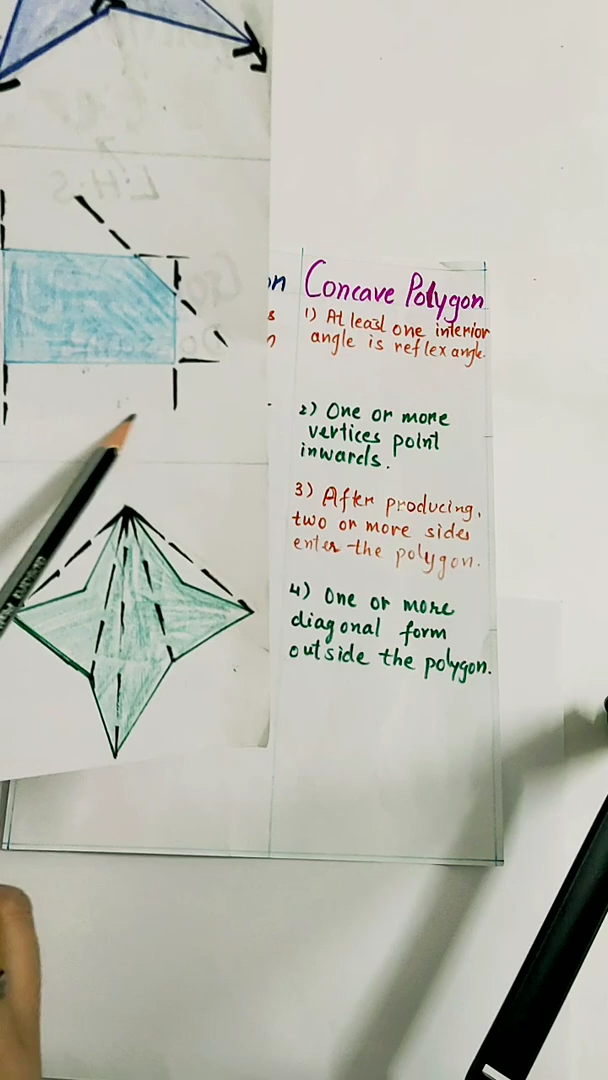 Concave Polygon
1) At least one interior
angle is reflex angle.
2) One or more
vertices point
inwards.
3) After producing,
two or more sides
enter the polygon.
4) One or more
diagonal form
outside the polygon.
L.H.S